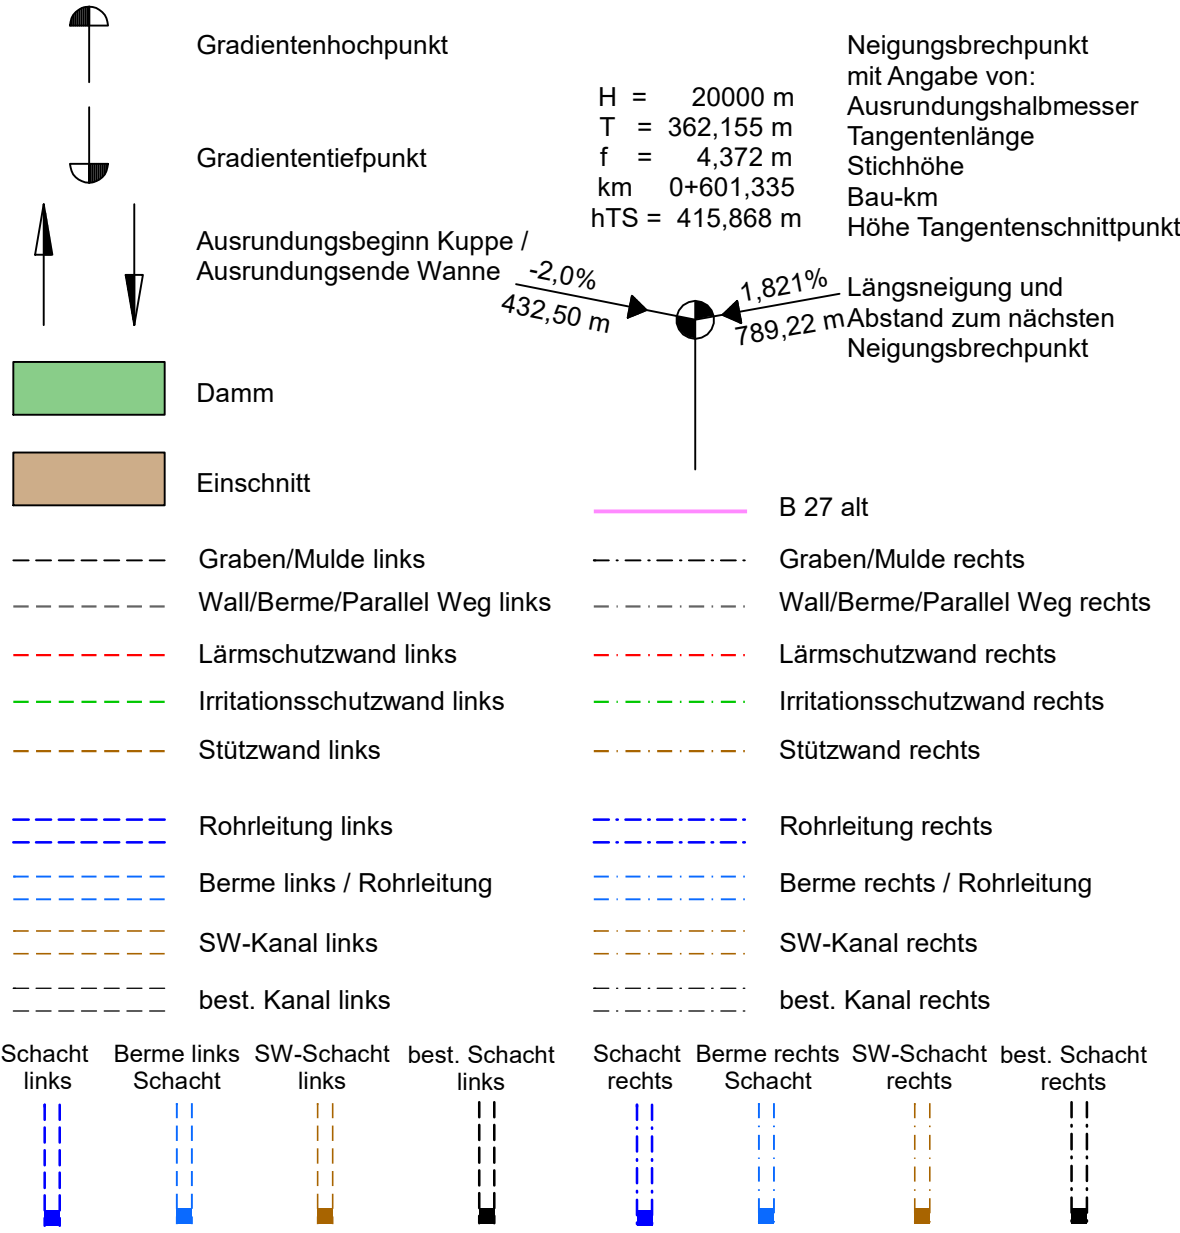 Gradientenhochpunkt
Gradiententiefpunkt
Ausrundungsbeginn Kuppe /
Ausrundungsende Wanne
Damm
Einschnitt
H = 20000 m
T = 362,155 m
f = 4,372 m
km 0+601,335
hTS = 415,868 m
Neigungsbrechpunkt
mit Angabe von:
Ausrundungshalbmesser
Tangentenlänge
Stichhöhe
Bau-km
Höhe Tangentenschnittpunkt
-2,0%
432,50 m
1,821%
789,22 m
Längsneigung und
Abstand zum nächsten
Neigungsbrechpunkt
B 27 alt
Graben/Mulde links
Graben/Mulde rechts
Wall/Berme/Parallel Weg links
Wall/Berme/Parallel Weg rechts
Lärmschutzwand links
Lärmschutzwand rechts
Irritationsschutzwand links
Irritationsschutzwand rechts
Stützwand links
Stützwand rechts
Rohrleitung links
Rohrleitung rechts
Berme links / Rohrleitung
Berme rechts / Rohrleitung
SW-Kanal links
SW-Kanal rechts
best. Kanal links
best. Kanal rechts
Schacht
links
Berme links
Schacht
SW-Schacht
links
best. Schacht
links
Schacht
rechts
Berme rechts
Schacht
SW-Schacht
rechts
best. Schacht
rechts